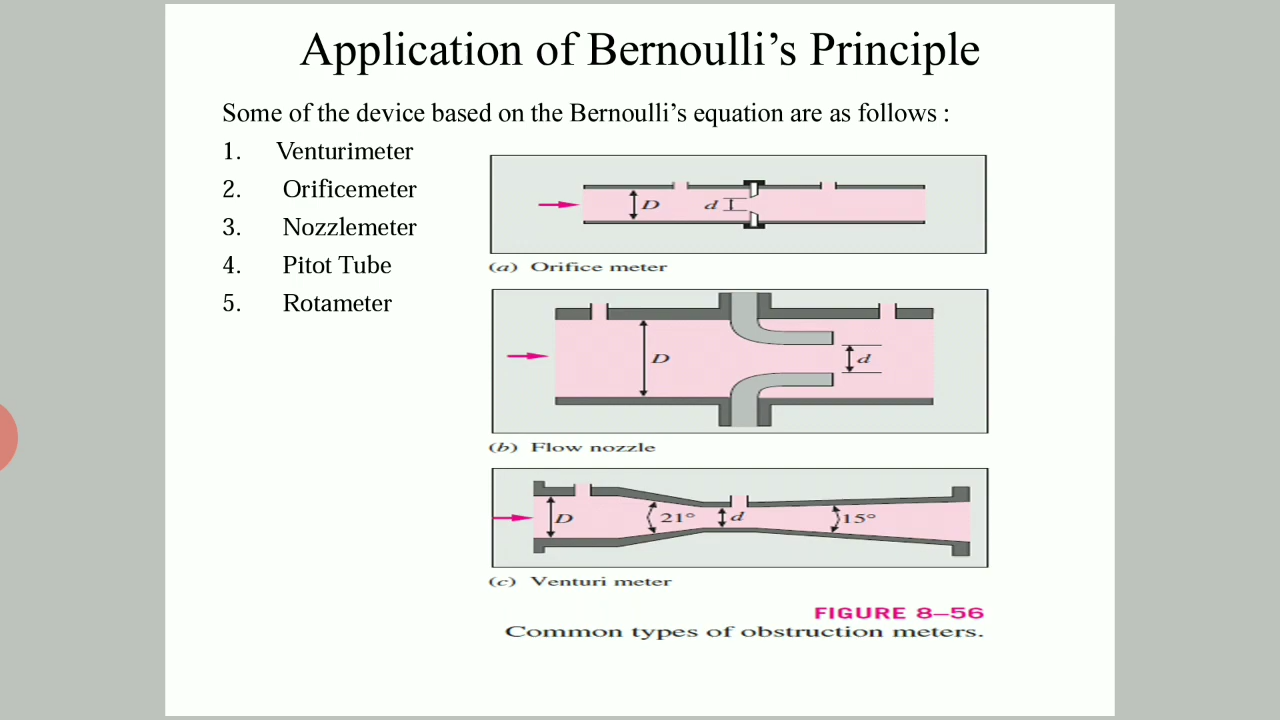 Application of Bernoulli's Principle
Some of the device based on the Bernoulli's equation are as follows :
1. Venturimeter
2. Orificemeter
3. Nozzlemeter
4. Pitot Tube
5. Rotameter
D
d
(a) Orifice meter
D
d
(b) Flow nozzle
D
21°
d
15°
(c) Venturi meter
FIGURE 8–56
Common types of obstruction meters.